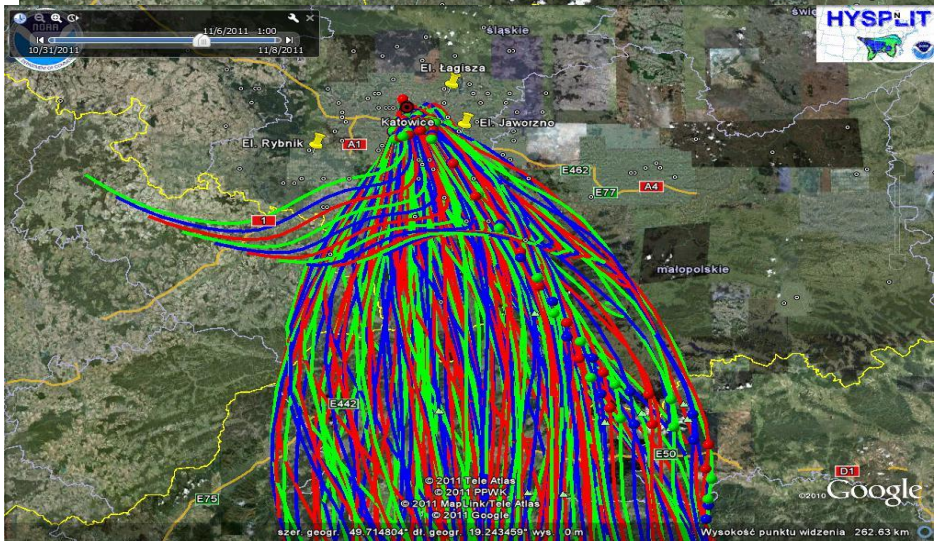 11/6/2011 1:00
10/31/2011
11/8/2011
NOAA
HYSPLIT
śląskie
El. Łagisza
Katowice
El. Jaworzno
El. Rybnik
A1
E462
E77
A4
1
małopolskie
E442
E50
D1
E75
© 2011 Tele Atlas
© 2011 PPWK
© 2011 MapLink/Tele Atlas
© 2011 Google
©2010 Google
szer. geogr. 49.714804° dł. geogr. 19.243459° wys. 0 m
Wysokość punktu widzenia 262.63 km